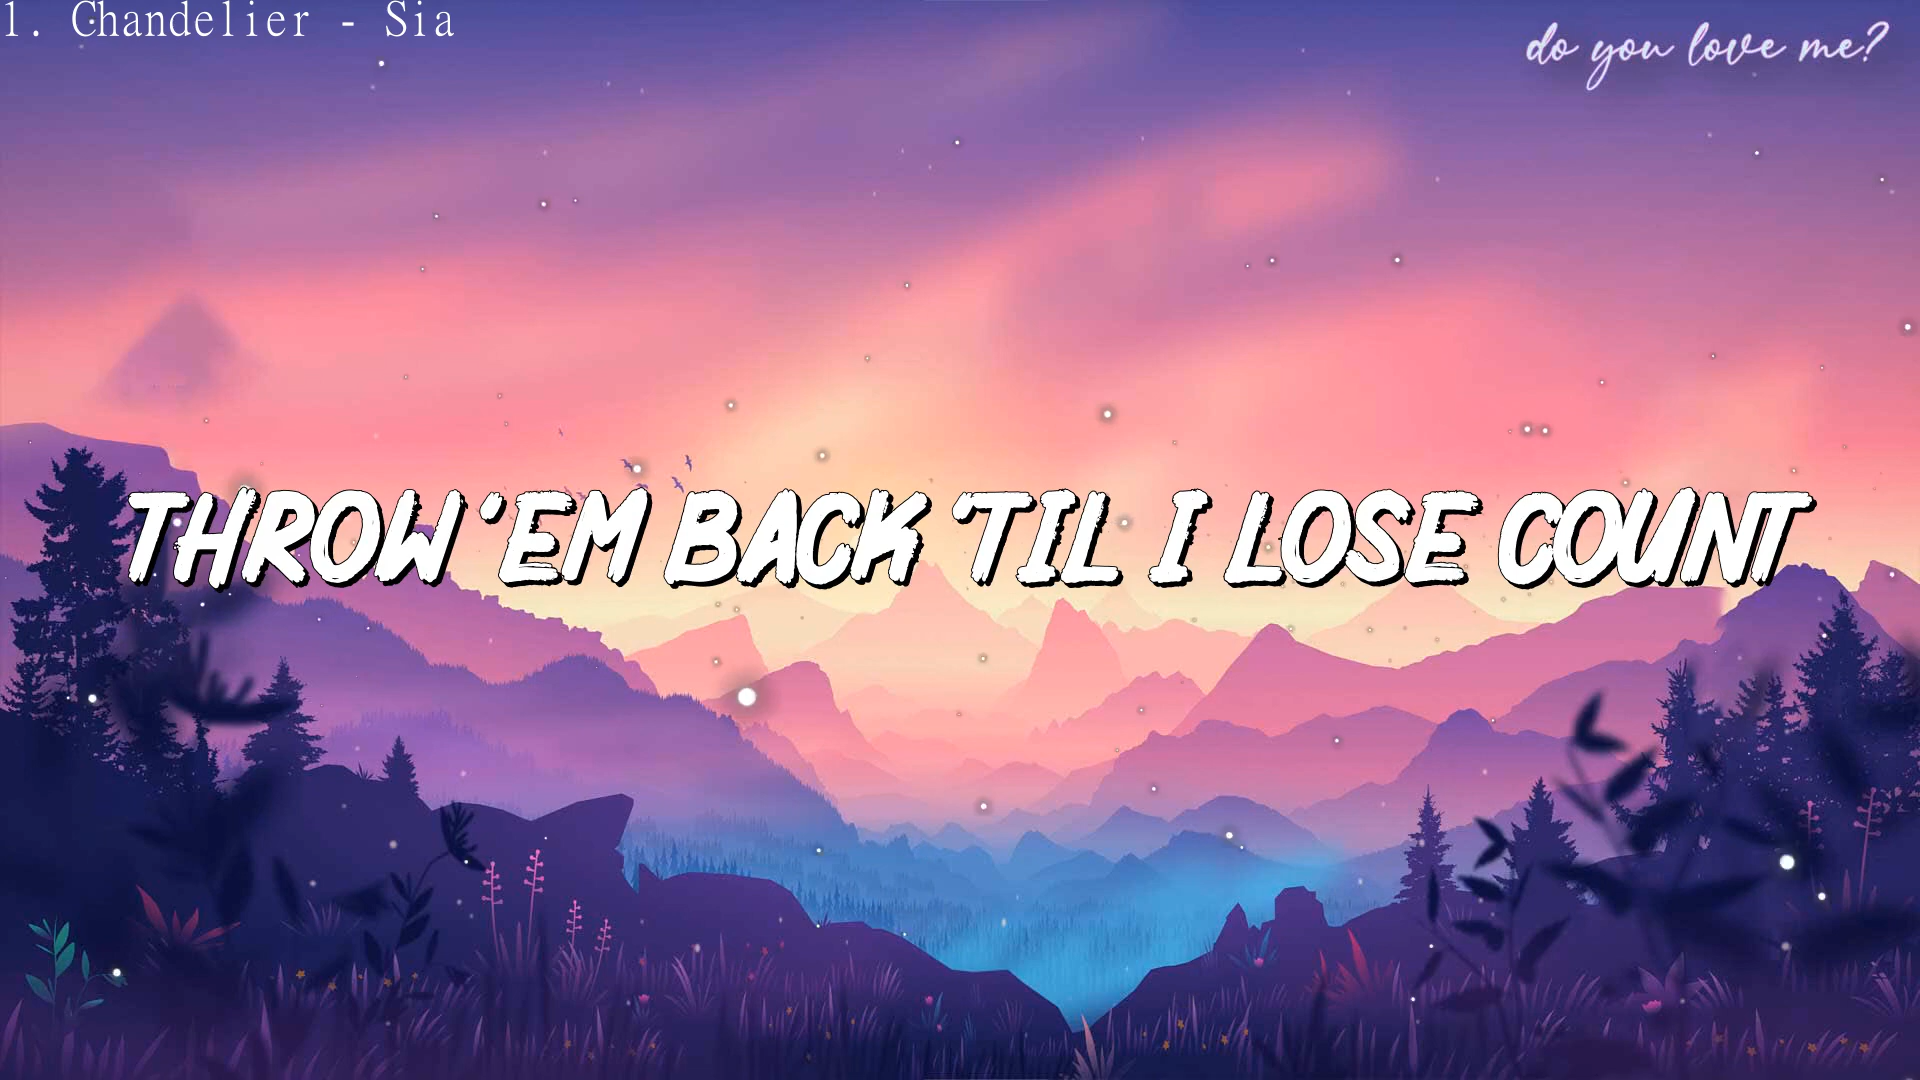 1. Chandelier - Sia
do you love me?
THROW 'EM BACK 'TIL I LOSE COUNT